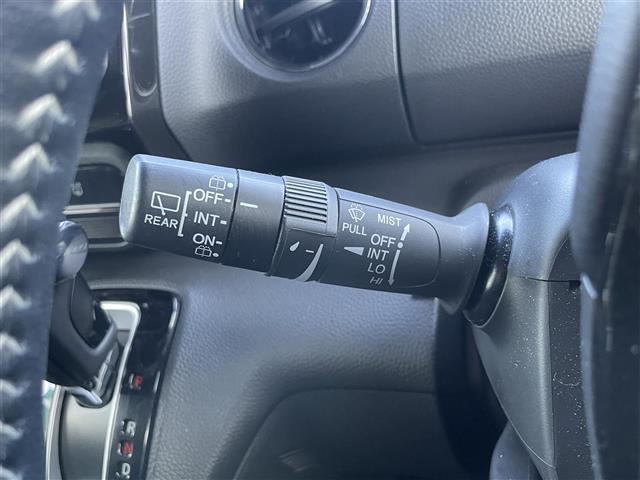 OFF
INT
ON
REAR
MIST
PULL
OFF
INT
LO
HI
P
R
N
D